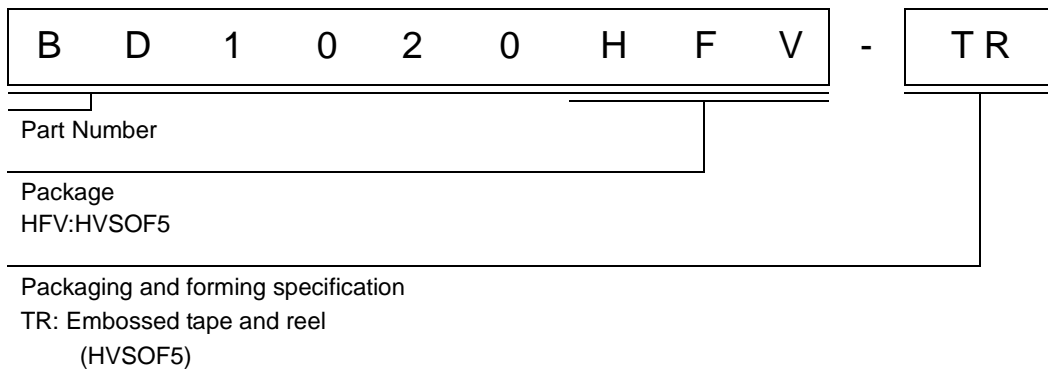 B D 1 0 2 0 H F V - T R
Part Number
Package
HFV:HVSOF5
Packaging and forming specification
TR: Embossed tape and reel
(HVSOF5)